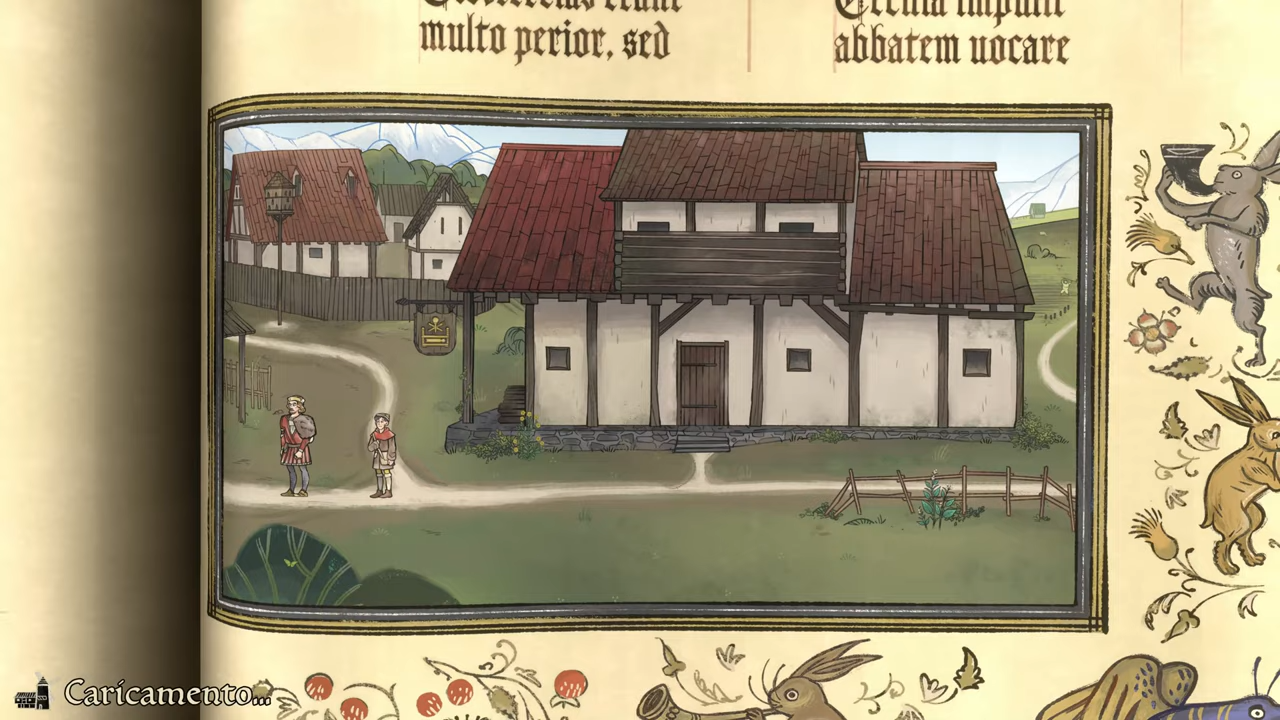 multo perior, sed
abbatem uocare
Caricamento...